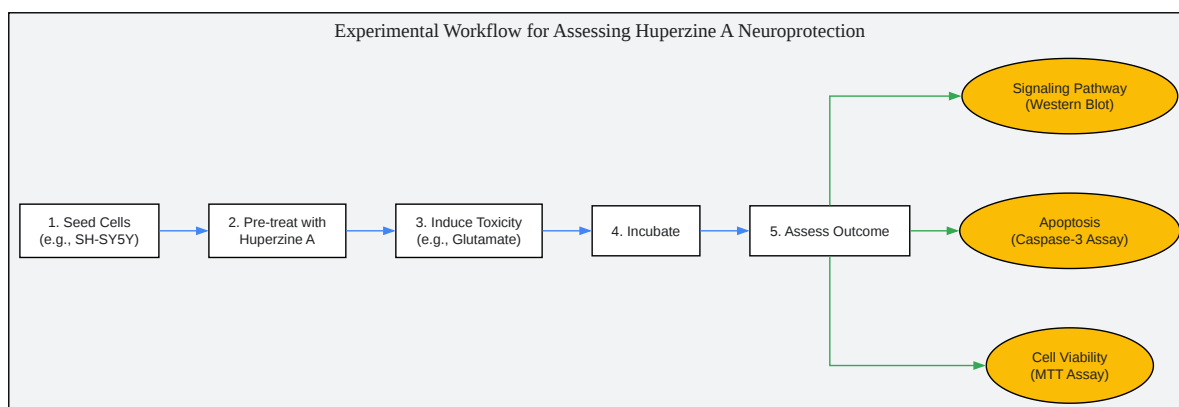 Experimental Workflow for Assessing Huperzine A Neuroprotection
Signaling Pathway
(Western Blot)
1. Seed Cells
(e.g., SH-SY5Y)
2. Pre-treat with
Huperzine A
3. Induce Toxicity
(e.g., Glutamate)
4. Incubate
5. Assess Outcome
Apoptosis
(Caspase-3 Assay)
Cell Viability
(MTT Assay)